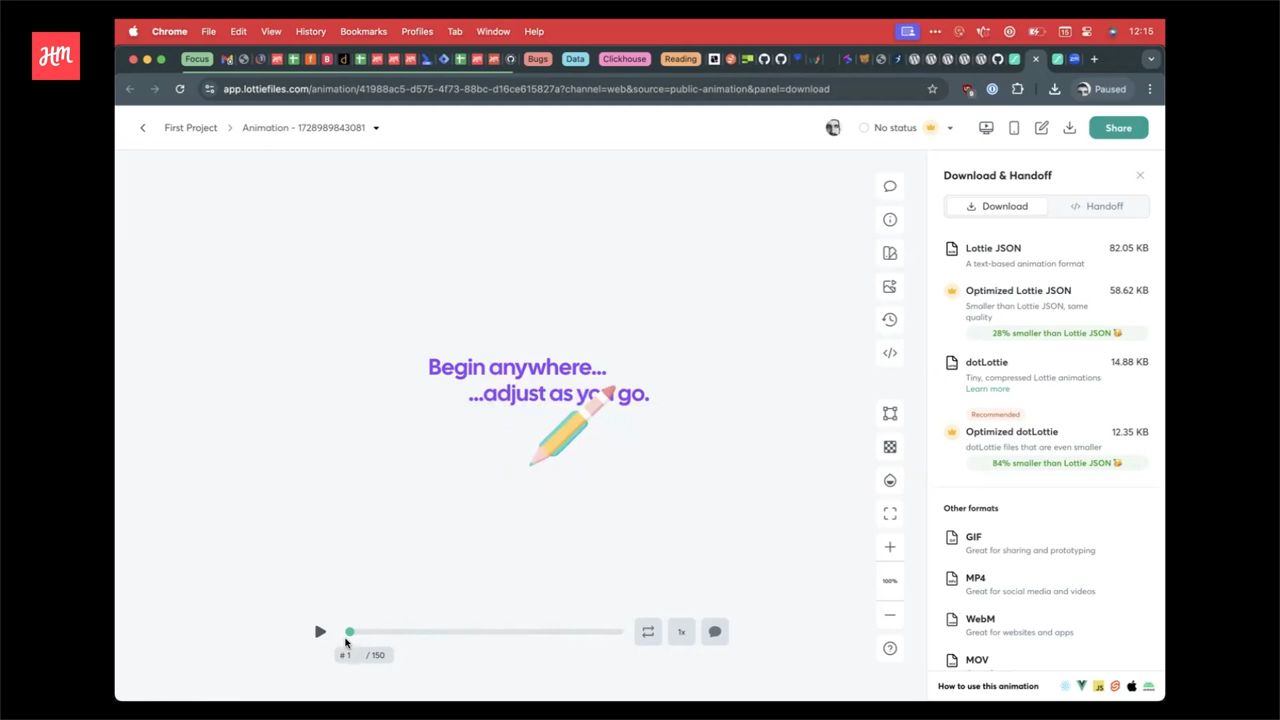 HM
Chrome File Edit View History Bookmarks Profiles Tab Window Help 12:15
Focus Bugs Data Clickhouse Reading
app.lottiefiles.com/animation/41988ac5-d575-4f73-88bc-d16ce615827a?channel=web&source=public-animation&panel=download Paused
First Project > Animation - 1728989843081 No status Share
Download & Handoff
Download Handoff
Lottie JSON 82.05 KB
A text-based animation format
Optimized Lottie JSON 58.62 KB
Smaller than Lottie JSON, same
quality
28% smaller than Lottie JSON
dotLottie 14.88 KB
Tiny, compressed Lottie animations
Learn more
Recommended
Optimized dotLottie 12.35 KB
dotLottie files that are even smaller
84% smaller than Lottie JSON
Other formats
GIF
Great for sharing and prototyping
MP4
Great for social media and videos
WebM
Great for websites and apps
MOV
How to use this animation
Begin anywhere...
...adjust as you go.
100%
1x
# 1 / 150